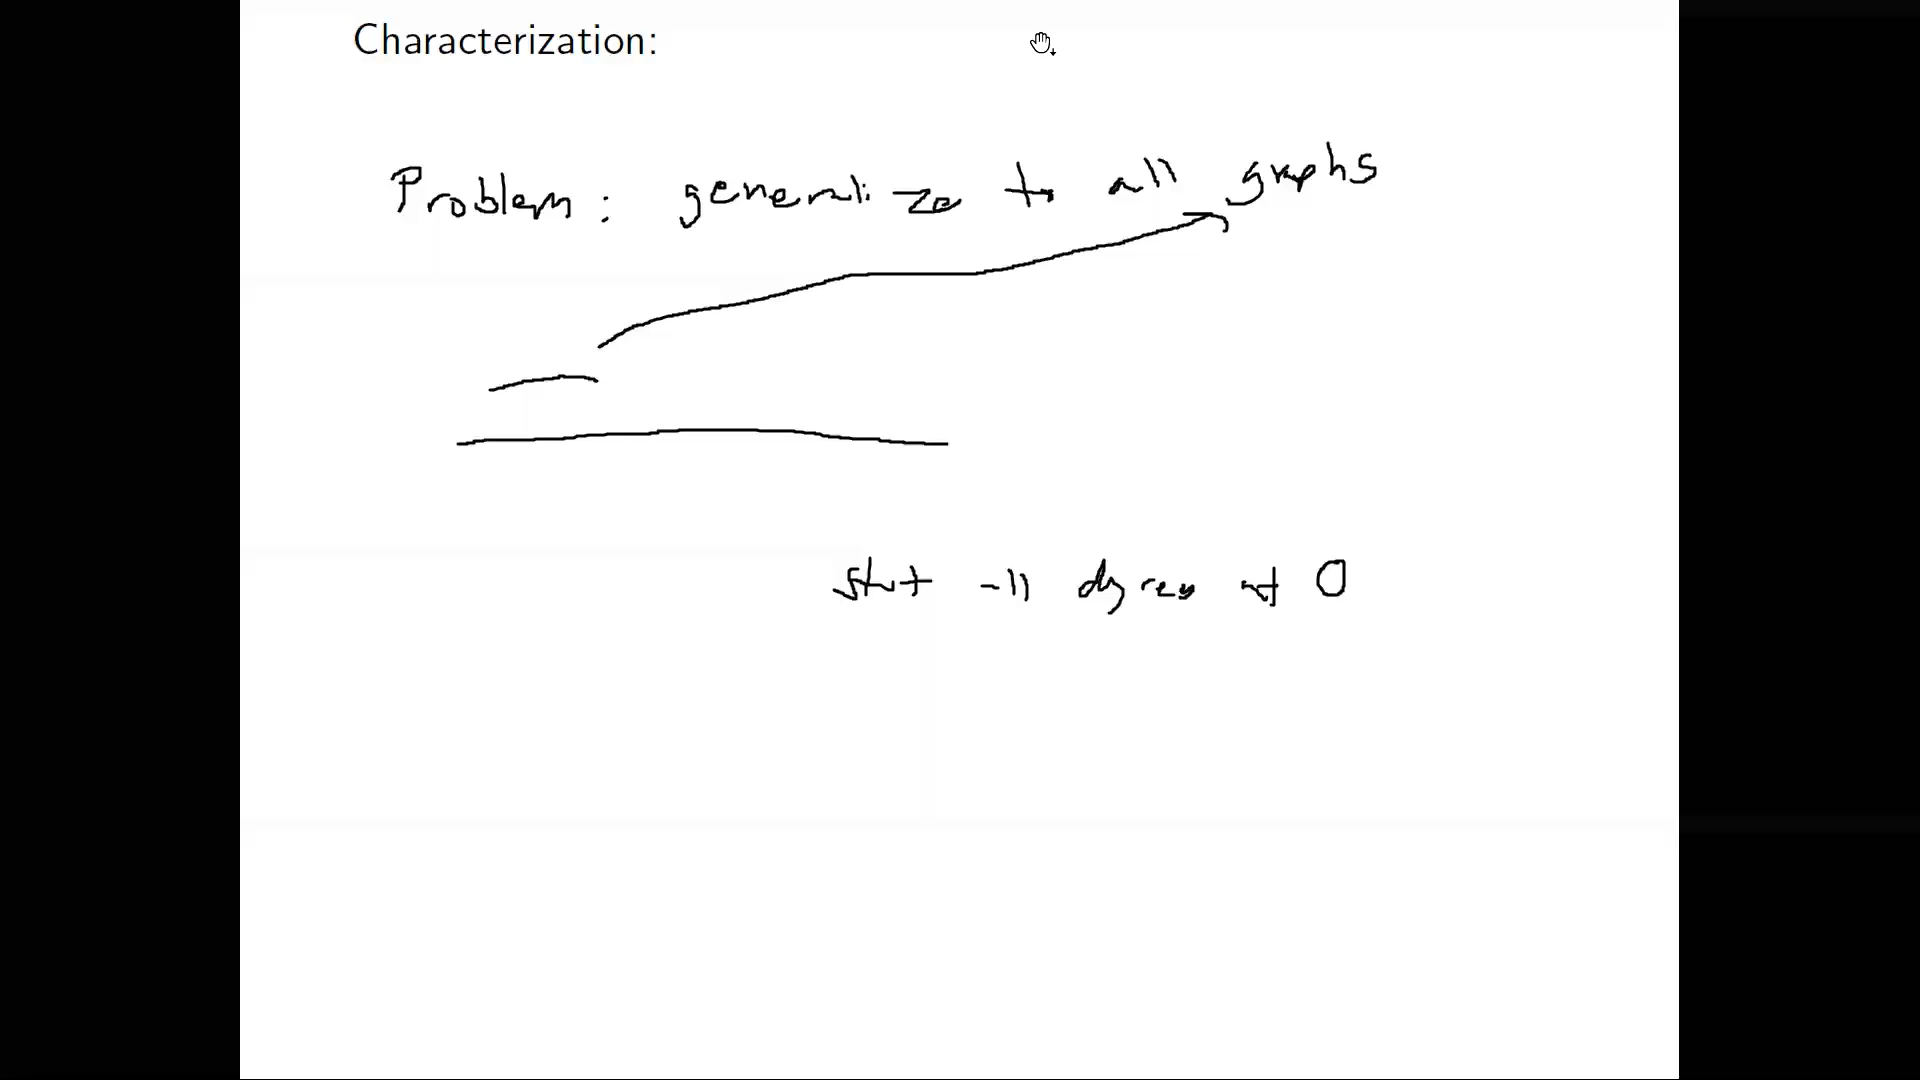 Characterization:
Problem: generalize to all graphs
start all degrees at 0